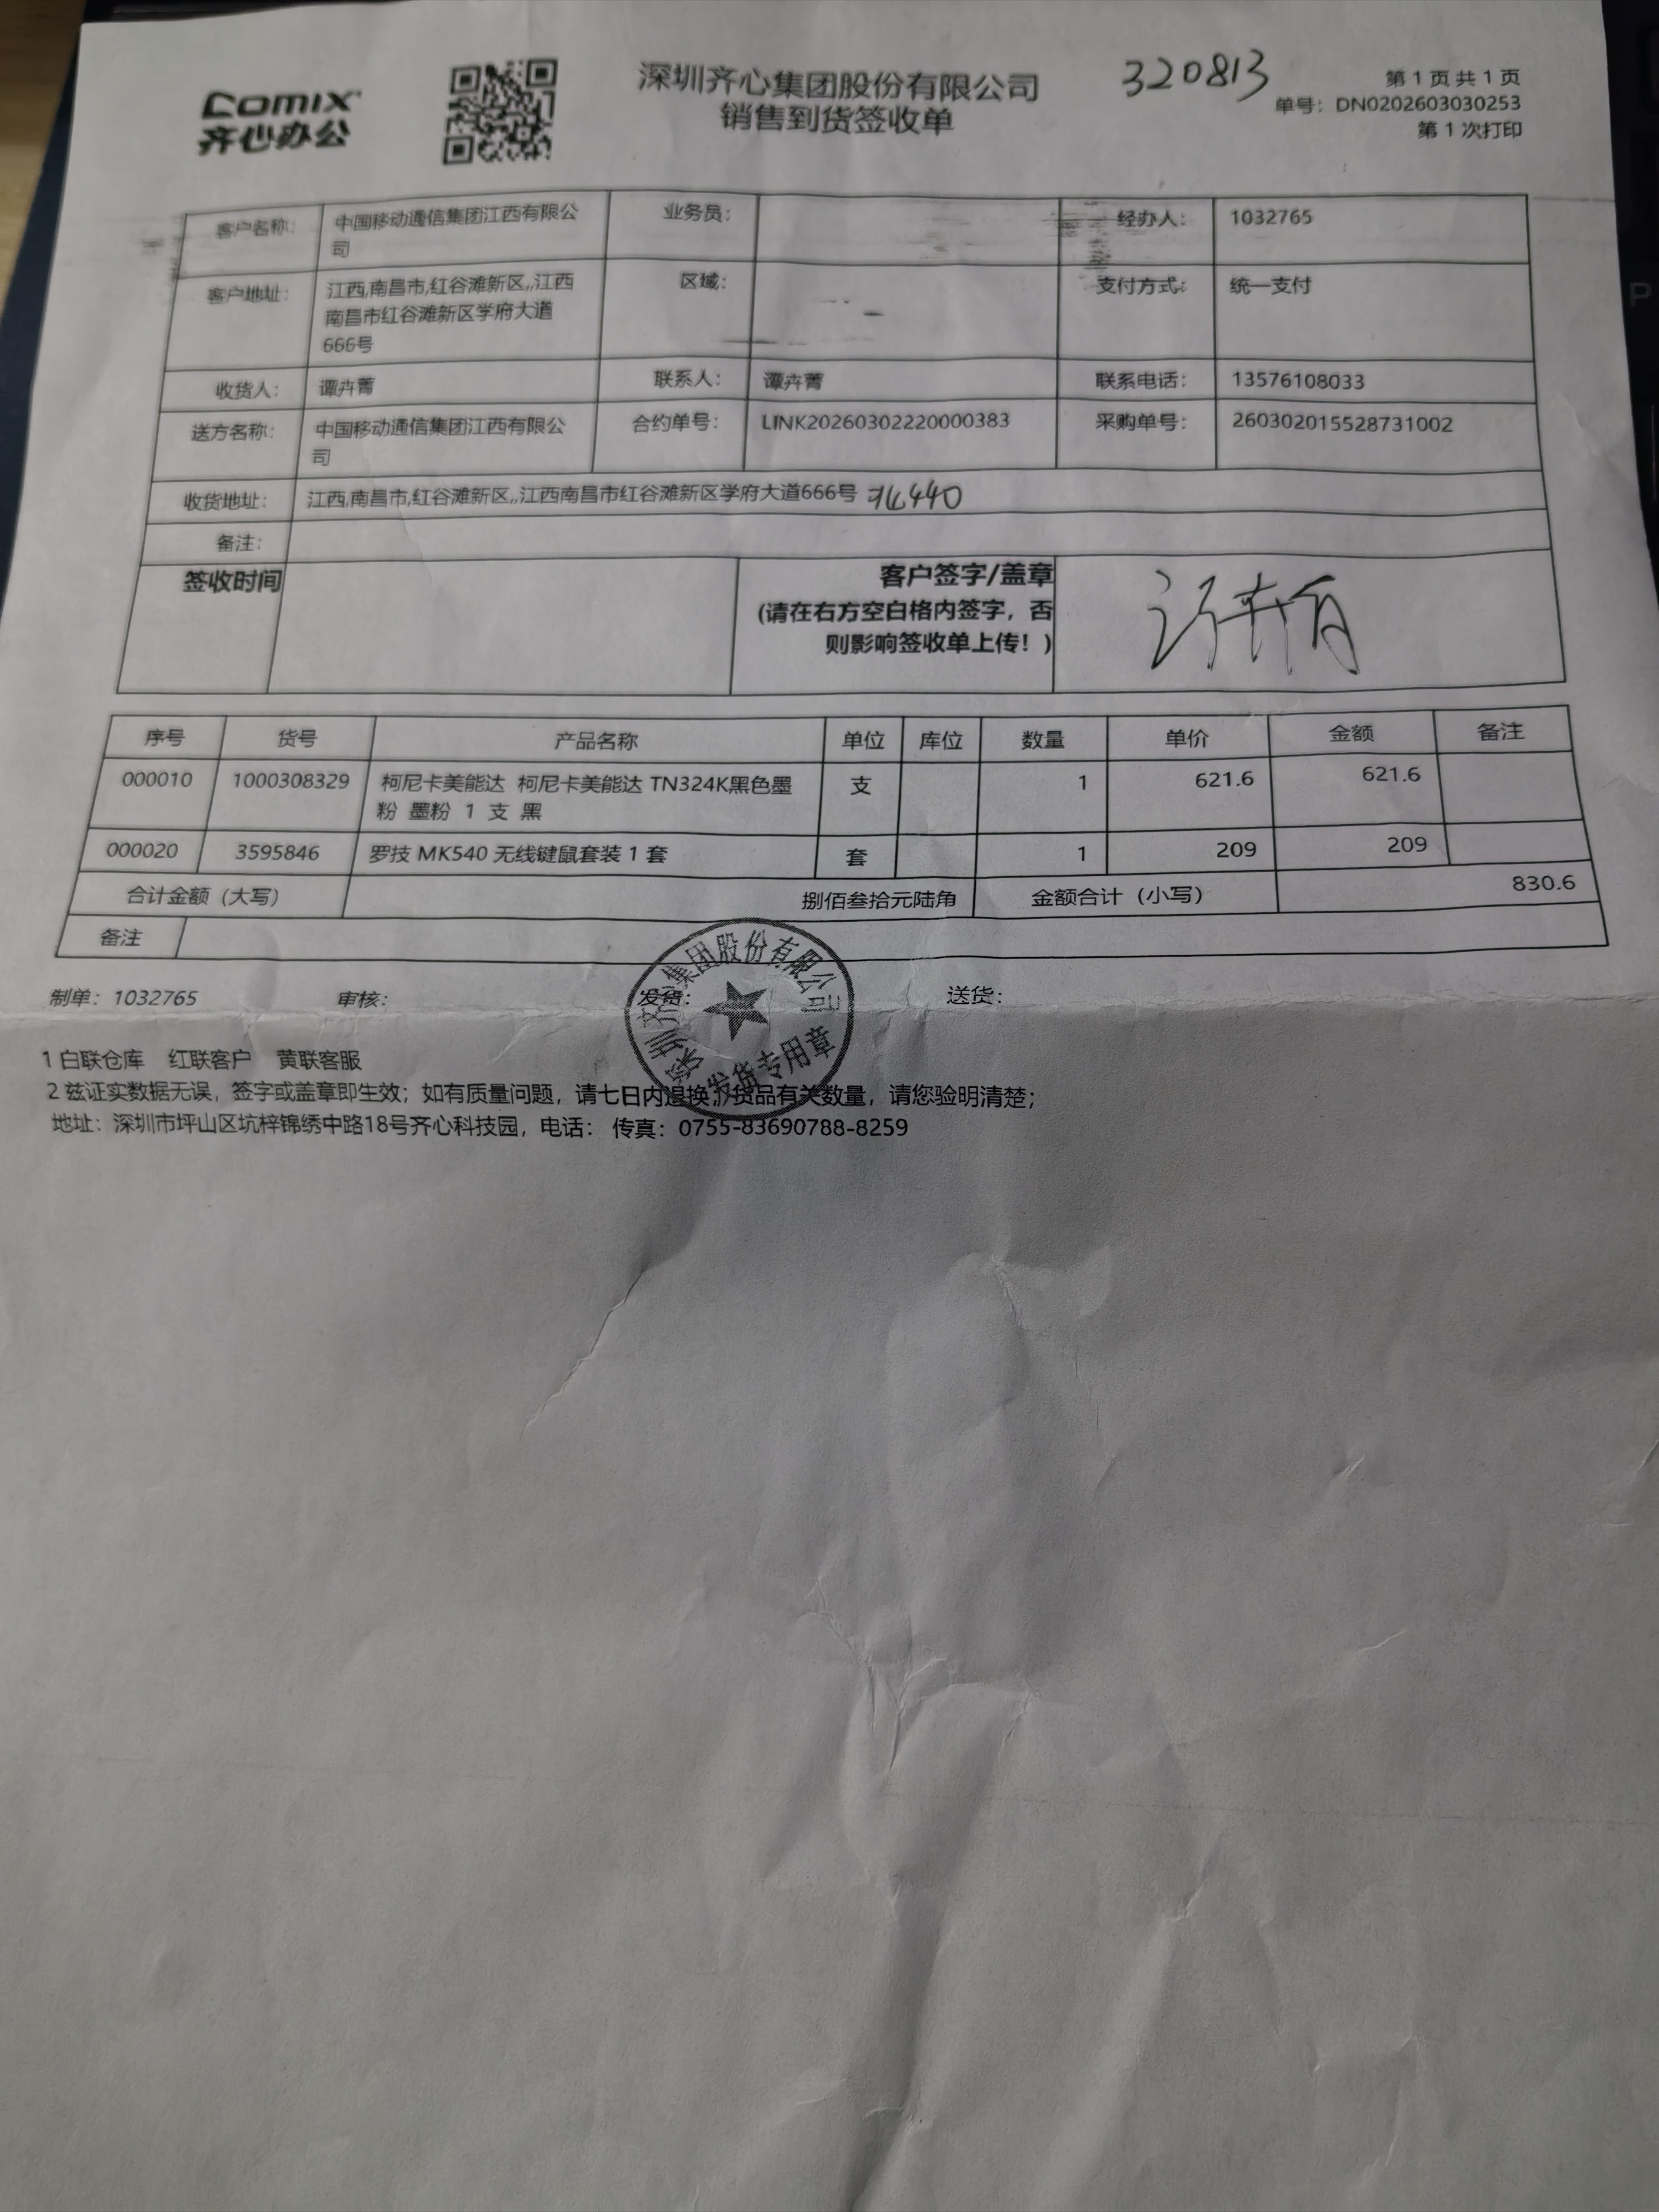 Comix
齐心办公
深圳齐心集团股份有限公司
销售到货签收单
320813
第 1 页 共 1 页
单号：DN0202603030253
第 1 次打印
客户名称： 中国移动通信集团江西有限公司 业务员： 经办人： 1032765
客户地址： 江西,南昌市,红谷滩新区,,江西南昌市红谷滩新区学府大道666号 区域： 支付方式： 统一支付
收货人： 谭卉菁 联系人： 谭卉菁 联系电话： 13576108033
送方名称： 中国移动通信集团江西有限公司 合约单号： LINK20260302220000383 采购单号： 260302015528731002
收货地址： 江西,南昌市,红谷滩新区,,江西南昌市红谷滩新区学府大道666号 440
备注：
签收时间 客户签字/盖章
(请在右方空白格内签字，否
则影响签收单上传！)
序号 货号 产品名称 单位 库位 数量 单价 金额 备注
000010 1000308329 柯尼卡美能达 柯尼卡美能达 TN324K黑色墨粉 墨粉 1 支 黑 支 1 621.6 621.6
000020 3595846 罗技 MK540 无线键鼠套装 1 套 套 1 209 209
合计金额（大写） 捌佰叁拾元陆角 金额合计（小写） 830.6
备注
制单：1032765 审核： 发货： 送货：
深圳齐心集团股份有限公司
发货专用章
1 白联仓库 红联客户 黄联客服
2 兹证实数据无误，签字或盖章即生效；如有质量问题，请七日内退换；货品有关数量，请您验明清楚；
地址：深圳市坪山区坑梓锦绣中路18号齐心科技园，电话： 传真：0755-83690788-8259